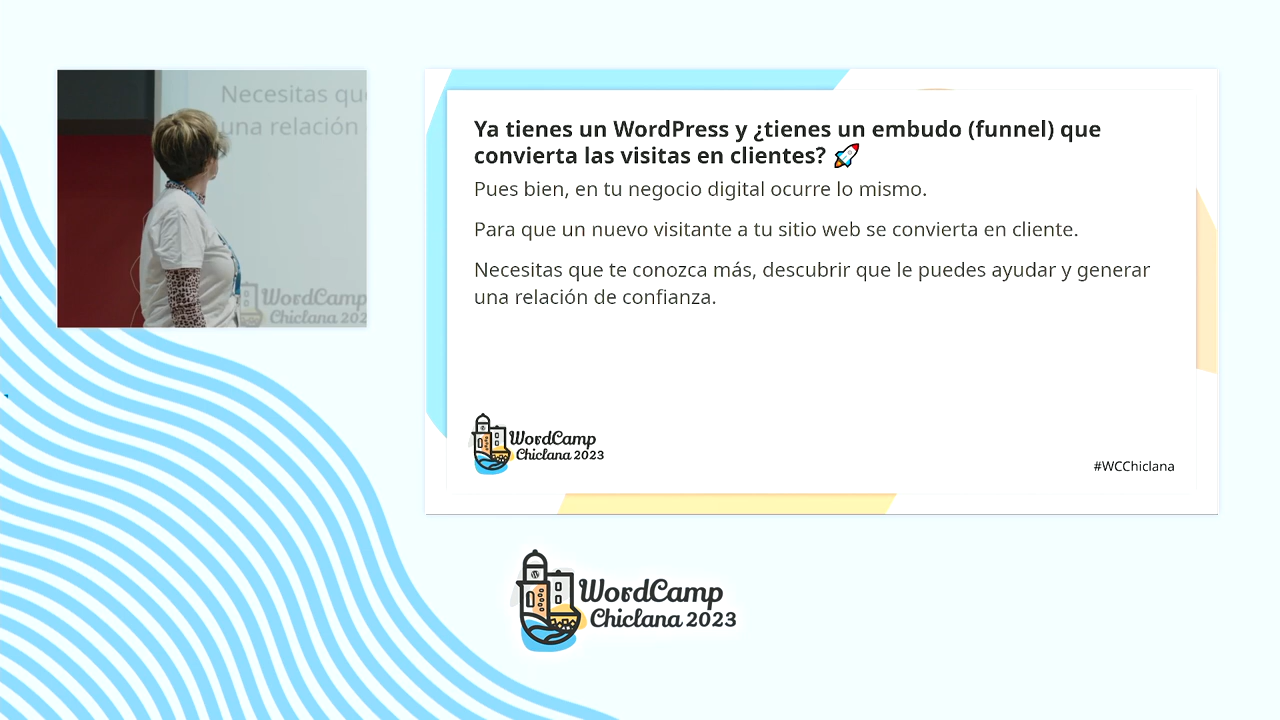 Necesitas que
una relación
WordCamp
Chiclana 202
Ya tienes un WordPress y ¿tienes un embudo (funnel) que
convierta las visitas en clientes? 🚀
Pues bien, en tu negocio digital ocurre lo mismo.
Para que un nuevo visitante a tu sitio web se convierta en cliente.
Necesitas que te conozca más, descubrir que le puedes ayudar y generar
una relación de confianza.
WordCamp
Chiclana 2023
#WCChiclana
WordCamp
Chiclana 2023